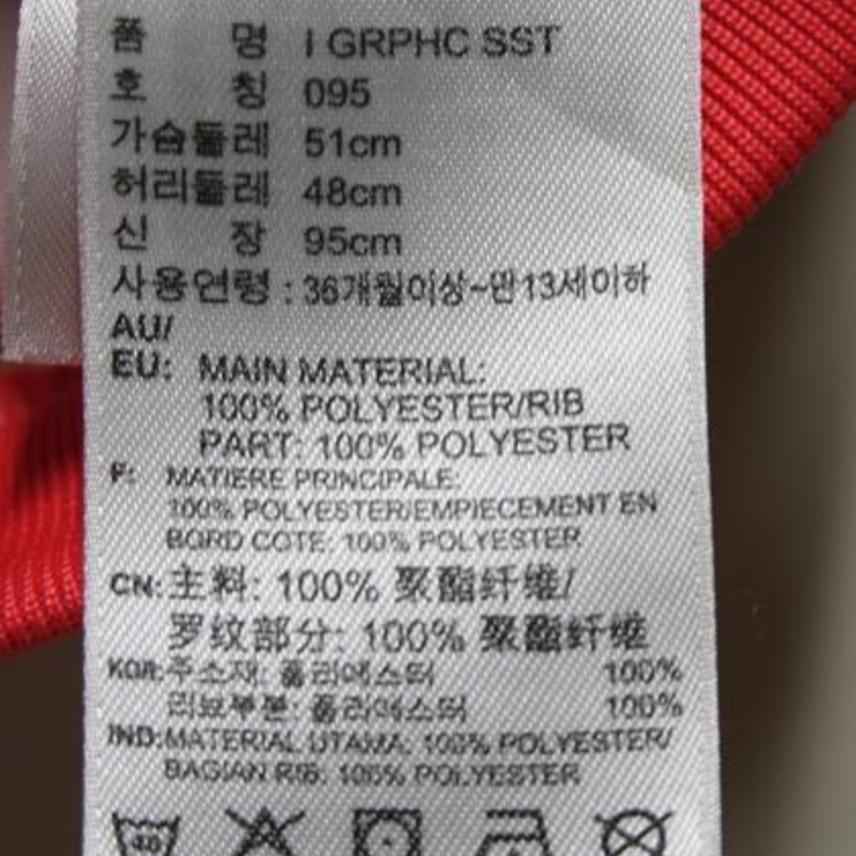 품 명 I GRPHC SST
호 칭 095
가슴둘레 51cm
허리둘레 48cm
신 장 95cm
사용연령 : 36개월이상~만13세이하
AU/
EU: MAIN MATERIAL:
100% POLYESTER/RIB
PART: 100% POLYESTER
F: MATIERE PRINCIPALE:
100% POLYESTER/EMPIECEMENT EN
BORD COTE: 100% POLYESTER
CN: 主料: 100% 聚酯纤维/
罗纹部分: 100% 聚酯纤维
KOR: 주소재: 폴리에스터 100%
리브부분: 폴리에스터 100%
IND: MATERIAL UTAMA: 100% POLYESTER/
BAGIAN RIB: 100% POLYESTER
40